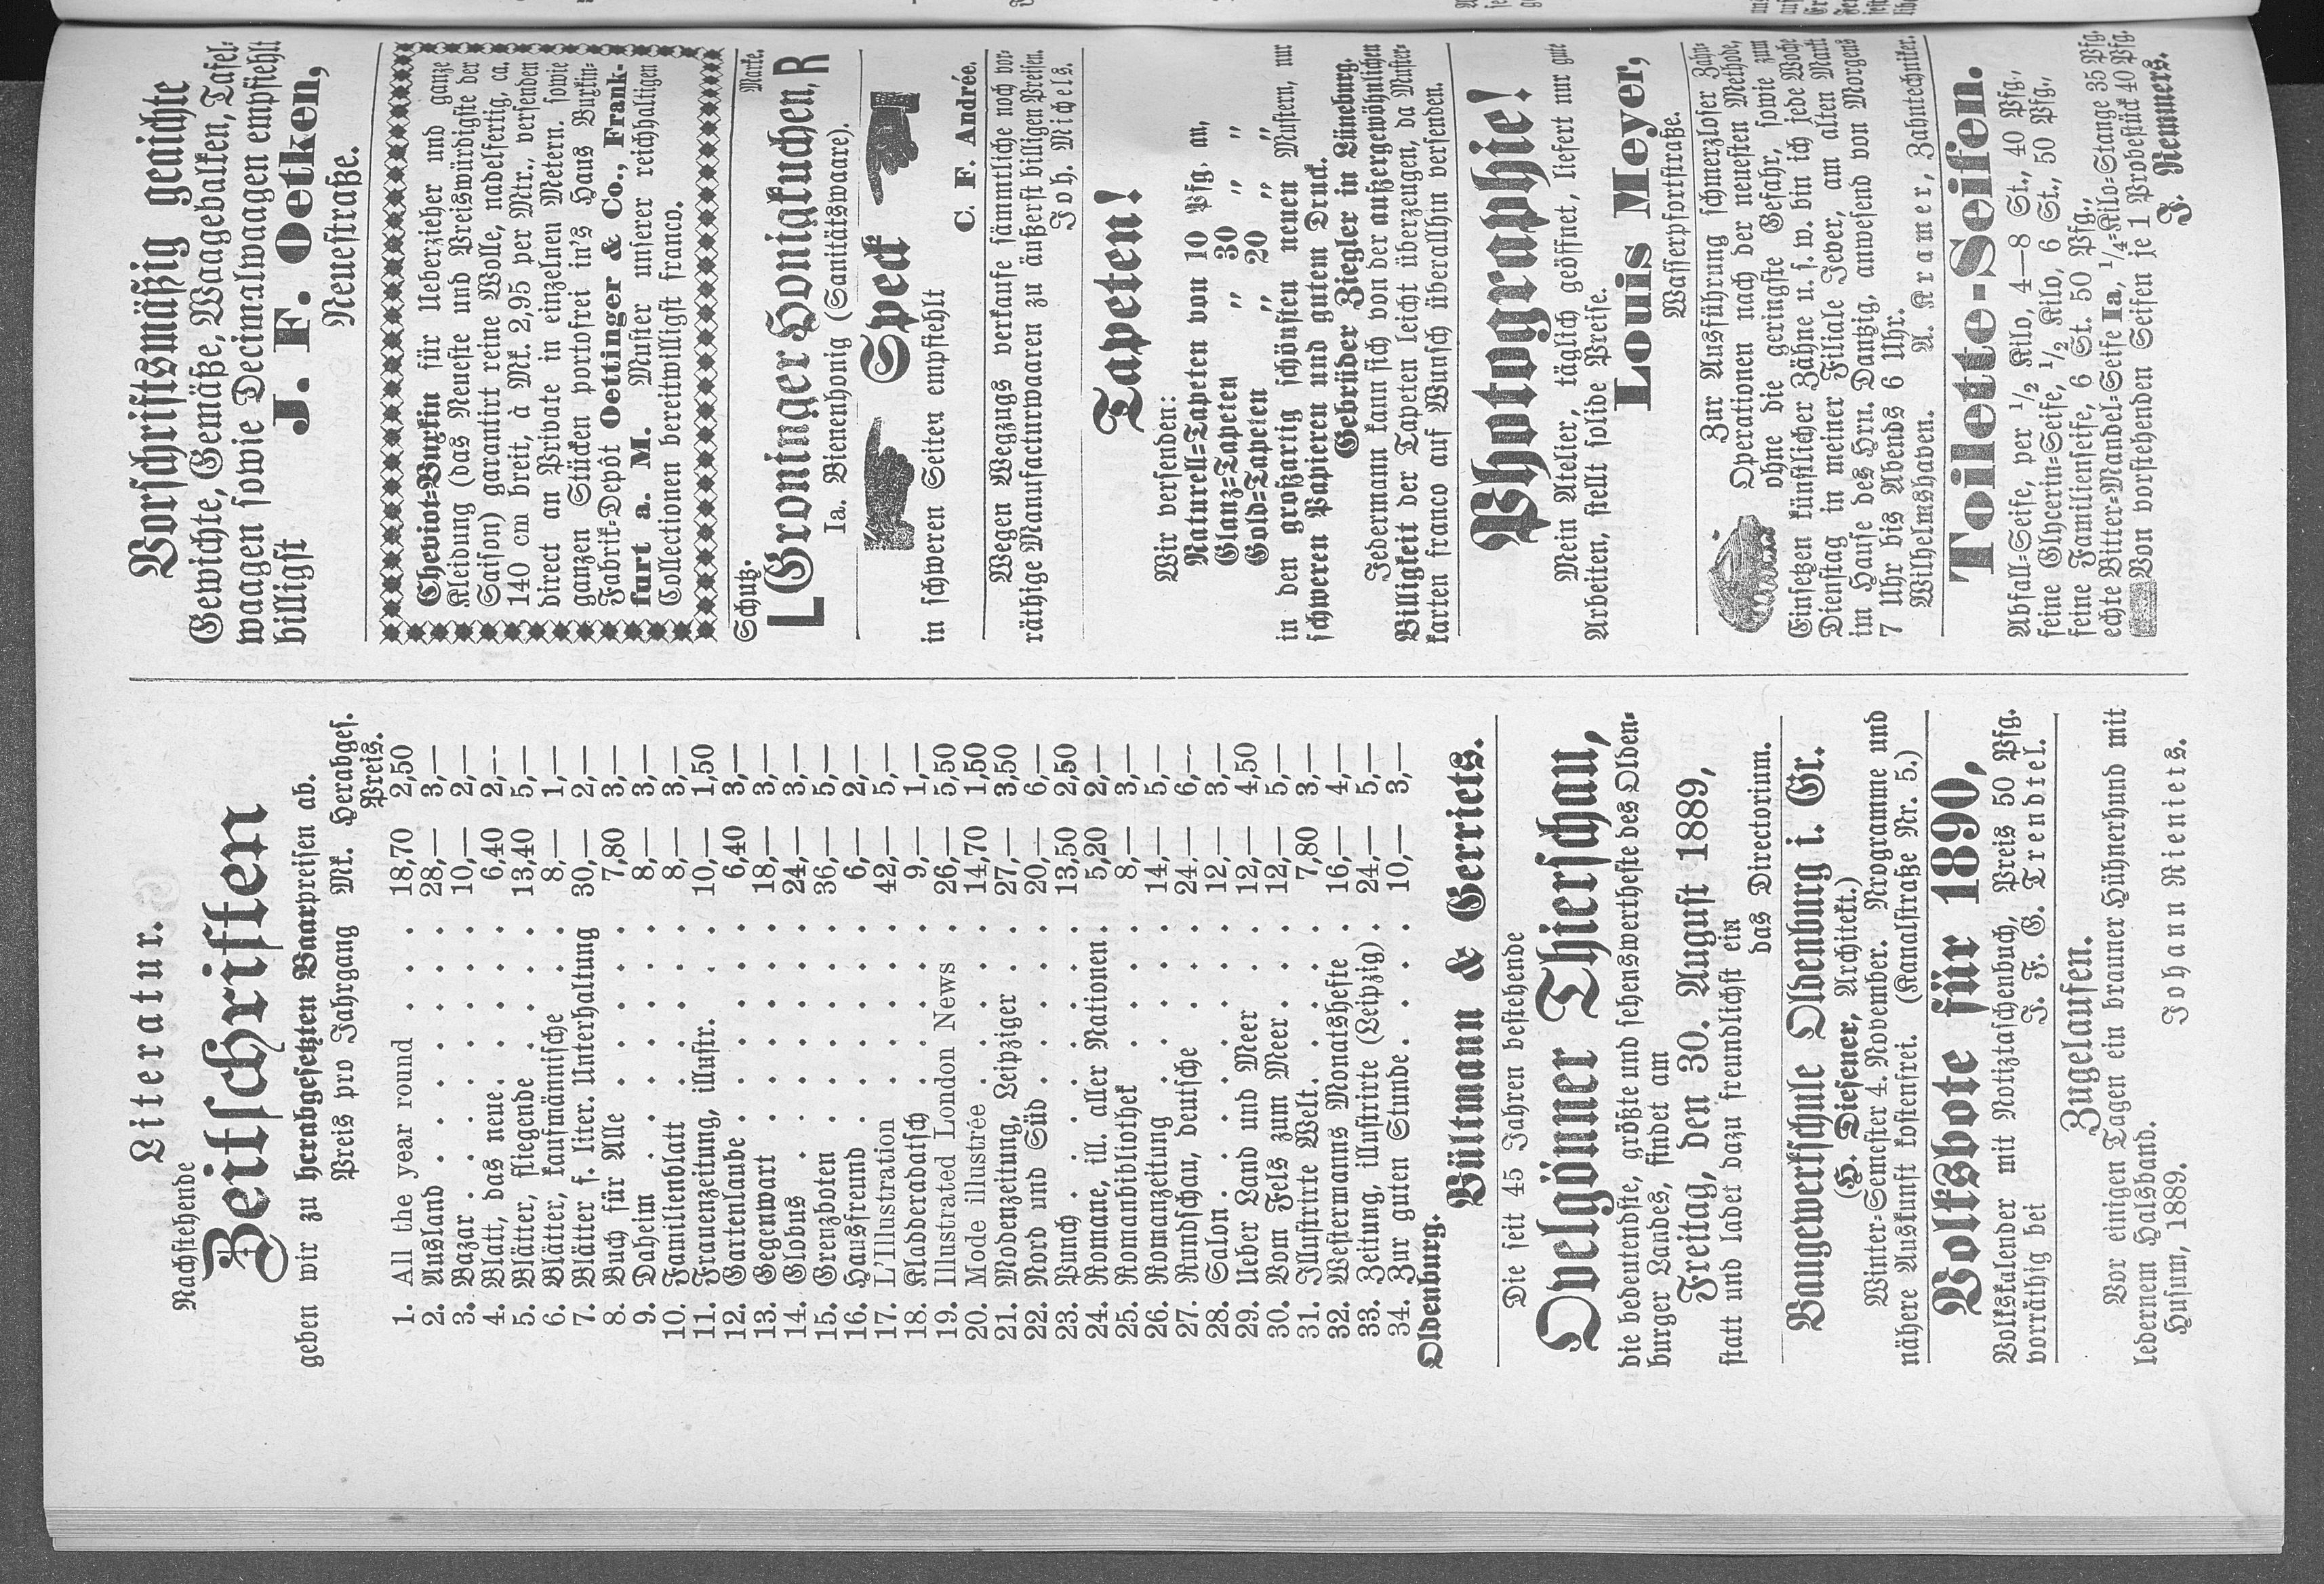 Literatur.
Nachstehende
Zeitschriften
geben wir zu herabgesetzten Baarpreisen ab.
Preis pro Jahrgang Mk. Herabges.
Preis.
1. All the year round . . . . 18,70 2,50
2. Ausland . . . . . . . 28,— 3,—
3. Bazar . . . . . . . . 10,— 2,—
4. Blatt, das neue . . . . . 6,40 2,—
5. Blätter, fliegende . . . . . 13,40 5,—
6. Blätter, kaufmännische . . . 8,— 1,—
7. Blätter f. liter. Unterhaltung 30,— 2,—
8. Buch für Alle . . . . . . 7,80 3,—
9. Daheim . . . . . . . 8,— 3,—
10. Familienblatt . . . . . . 8,— 3,—
11. Frauenzeitung, illustr. . . . 10,— 1,50
12. Gartenlaube . . . . . . . 6,40 3,—
13. Gegenwart . . . . . . . 18,— 3,—
14. Globus . . . . . . . 24,— 3,—
15. Grenzboten . . . . . . 36,— 5,—
16. Hausfreund . . . . . . 6,— 2,—
17. L'Illustration . . . . . 42,— 5,—
18. Kladderadatsch . . . . . 9,— 1,—
19. Illustrated London News . . 26,— 5,50
20. Mode illustrée . . . . . 14,70 1,50
21. Modenzeitung, Leipziger . . 27,— 3,50
22. Nord und Süd . . . . . 20,— 6,—
23. Punch . . . . . . . . 13,50 2,50
24. Romane, ill. aller Nationen . 5,20 2,—
25. Romanbibliothek . . . . . 8,— 3,—
26. Romanzeitung . . . . . 14,— 5,—
27. Rundschau, deutsche . . . . 24.— 6,—
28. Salon . . . . . . . . 12,— 3,—
29. Ueber Land und Meer . . . 12,— 4,50
30. Vom Fels zum Meer . . . . 12,— 5,—
31. Illustrirte Welt . . . . . . 7,80 3,—
32. Westermanns Monatshefte . . 16,— 4,—
33. Zeitung, illustrirte (Leipzig) . 24,— 5,—
34. Zur guten Stunde . . . . . 10,— 3,—
Oldenburg.
Bültmann & Gerriets.
Die seit 45 Jahren bestehende
Ovelgönner Thierschau,
die bedeutendste, größte und sehenswertheste des Olden-
burger Landes, findet am
Freitag, den 30. August 1889,
statt und ladet dazu freundlichst ein
das Directorium.
Baugewerkschule Oldenburg i. Gr.
(H. Diesener, Architekt.)
Winter-Semester 4. November. Programme und
nähere Auskunft kostenfrei. (Kanalstraße Nr. 5.)
Volksbote für 1890,
Volkskalender mit Notiztaschenbuch, Preis 50 Pfg.
vorräthig bei J. F. G. Trendtel.
Zugelaufen.
Vor einigen Tagen ein brauner Hühnerhund mit
ledernem Halsband.
Husum, 1889. Johann Rieniets.
Vorschriftsmäßig geaichte
Gewichte, Gemäße, Waagebalken, Tafel-
waagen sowie Decimalwaagen empfiehlt
billigst J. F. Oetken,
Neuestraße.
Cheviot-Buxkin für Ueberzieher und ganze
Kleidung (das Neueste und Preiswürdigste der
Saison) garantirt reine Wolle, nadelfertig, ca.
140 cm breit, à Mk. 2,95 per Mtr., versenden
direct an Private in einzelnen Metern. sowie
ganzen Stücken portofrei in's Haus Buxkin-
Fabrik-Depôt Oettinger & Co., Frank-
furt a. M. Muster unserer reichhaltigen
Collectionen bereitwilligst franco.
Schutz. Marke.
L Groninger Honigkuchen, R
Ia. Bienenhonig (Sanitätswaare).
Speck
in schweren Seiten empfiehlt
C. F. Andrée.
Wegen Wegzugs verkaufe sämmtliche noch vor-
räthige Manufacturwaaren zu äußerst billigen Preisen.
Joh. Michels.
Tapeten!
Wir versenden:
Naturell-Tapeten von 10 Pfg. an,
Glanz-Tapeten „ 30 „ „
Gold-Tapeten „ 20 „ „
in den großartig schönsten neuen Mustern, nur
schweren Papieren und gutem Druck.
Gebrüder Ziegler in Lüneburg.
Jedermann kann sich von der außergewöhnlichen
Billigkeit der Tapeten leicht überzeugen, da Muster-
karten franco auf Wunsch überallhin versenden.
Photographie!
Mein Atelier, täglich geöffnet, liefert nur gute
Arbeiten, stellt solide Preise.
Louis Meyer,
Wasserpfortstraße.
Zur Ausführung schmerzloser Zahn-
Operationen nach der neuesten Methode,
ohne die geringste Gefahr, sowie zum
Einsetzen künstlicher Zähne u. s. w. bin ich jede Woche
Dienstag in meiner Filiale Jever, am alten Markt
im Hause des Hrn. Dantzig, anwesend von Morgens
7 Uhr bis Abends 6 Uhr.
Wilhelmshaven. A. Kramer, Zahntechniker.
Toilette-Seifen.
Abfall-Seife, per ½ Kilo, 4—8 St., 40 Pfg.,
feine Glycerin-Seife, ½ Kilo, 6 St., 50 Pfg.,
feine Familienseife, 6 St. 50 Pfg.,
echte Bitter-Mandel-Seife Ia, ¼-Kilo-Stange 35 Pfg.
Von vorstehenden Seifen je 1 Probestück 40 Pfg.
J. Remmers.